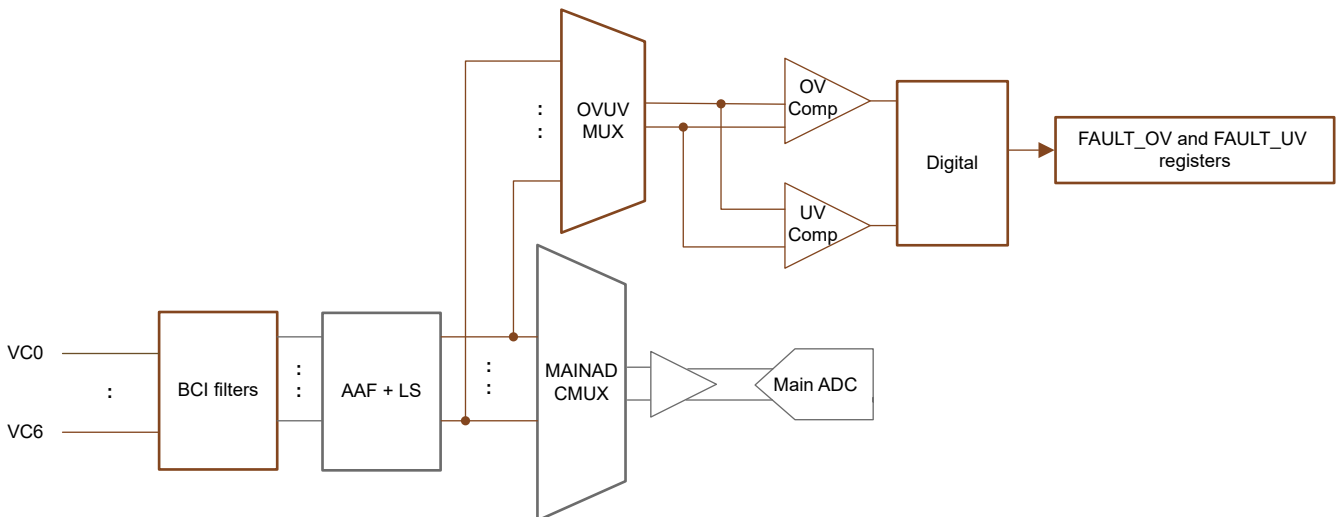 OVUV
MUX
OV
Comp
UV
Comp
Digital
FAULT_OV and FAULT_UV
registers
VC0
:
VC6
BCI filters
:
:
AAF + LS
:
:
:
:
MAINAD
CMUX
Main ADC